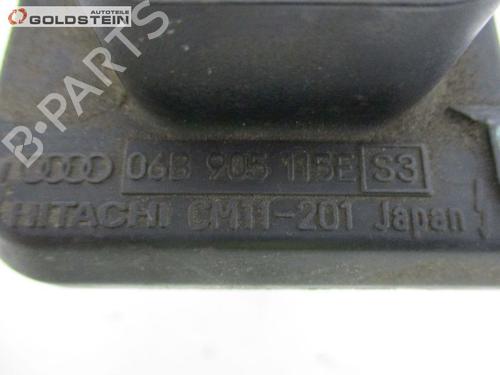 GOLDSTEIN
AUTOTEILE
B-PARTS
06B 905 115E S3
HITACHI CM11-201 Japan